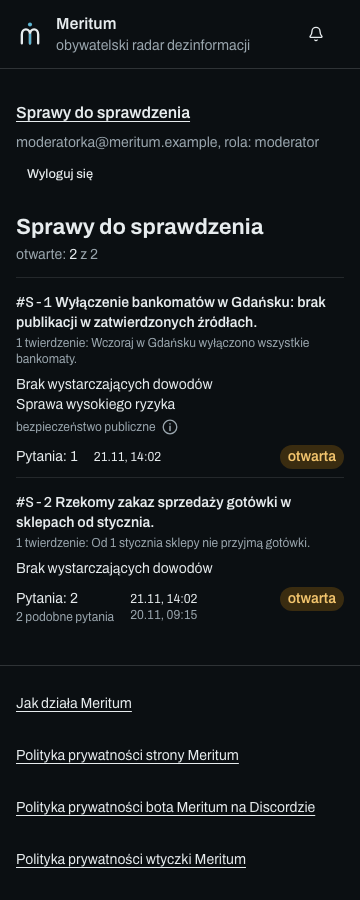 Meritum
obywatelski radar dezinformacji
Sprawy do sprawdzenia
moderatorka@meritum.example, rola: moderator
Wyloguj się
Sprawy do sprawdzenia
otwarte: 2 z 2
#S-1 Wyłączenie bankomatów w Gdańsku: brak
publikacji w zatwierdzonych źródłach.
1 twierdzenie: Wczoraj w Gdańsku wyłączono wszystkie
bankomaty.
Brak wystarczających dowodów
Sprawa wysokiego ryzyka
bezpieczeństwo publiczne
Pytania: 1 21.11, 14:02 otwarta
#S-2 Rzekomy zakaz sprzedaży gotówki w
sklepach od stycznia.
1 twierdzenie: Od 1 stycznia sklepy nie przyjmą gotówki.
Brak wystarczających dowodów
Pytania: 2 21.11, 14:02 otwarta
2 podobne pytania 20.11, 09:15
Jak działa Meritum
Polityka prywatności strony Meritum
Polityka prywatności bota Meritum na Discordzie
Polityka prywatności wtyczki Meritum